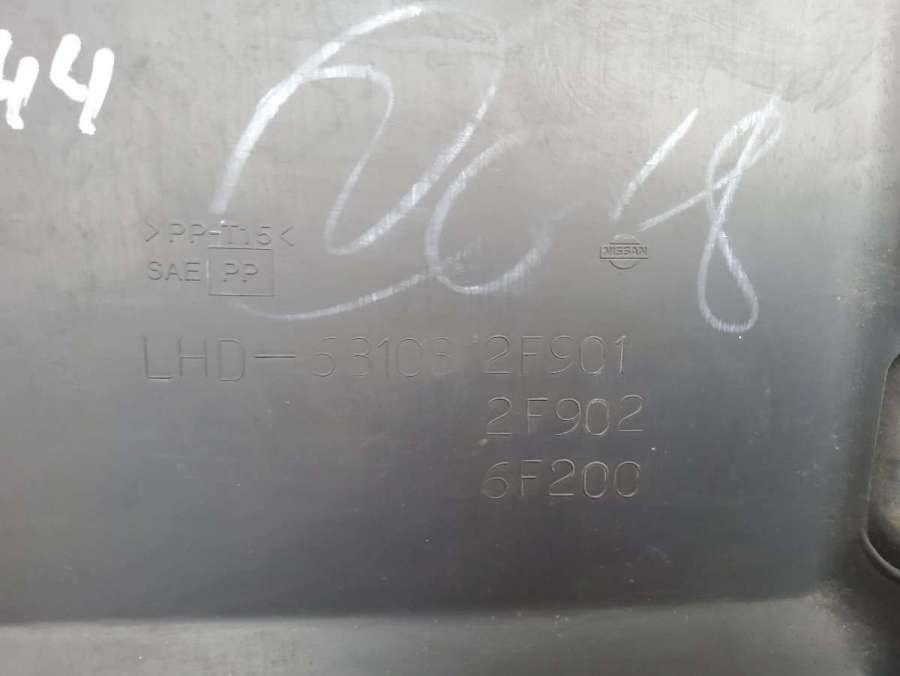 44
>PP-T15<
SAE PP
NISSAN
LHD-63103 2F901
2F902
6F200